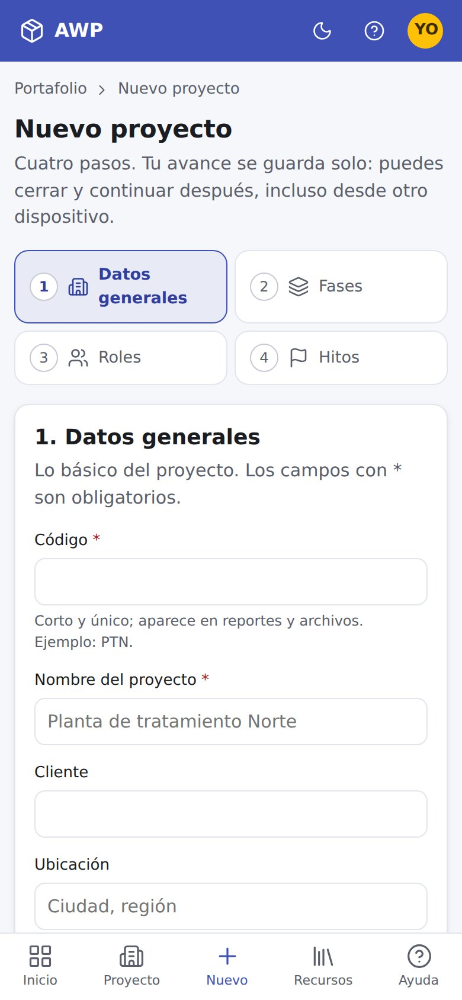 AWP
YO
Portafolio
Nuevo proyecto
Nuevo proyecto
Cuatro pasos. Tu avance se guarda solo: puedes
cerrar y continuar después, incluso desde otro
dispositivo.
1
Datos
generales
2
Fases
3
Roles
4
Hitos
1. Datos generales
Lo básico del proyecto. Los campos con *
son obligatorios.
Código *
Corto y único; aparece en reportes y archivos.
Ejemplo: PTN.
Nombre del proyecto *
Planta de tratamiento Norte
Cliente
Ubicación
Ciudad, región
Inicio
Proyecto
Nuevo
Recursos
Ayuda